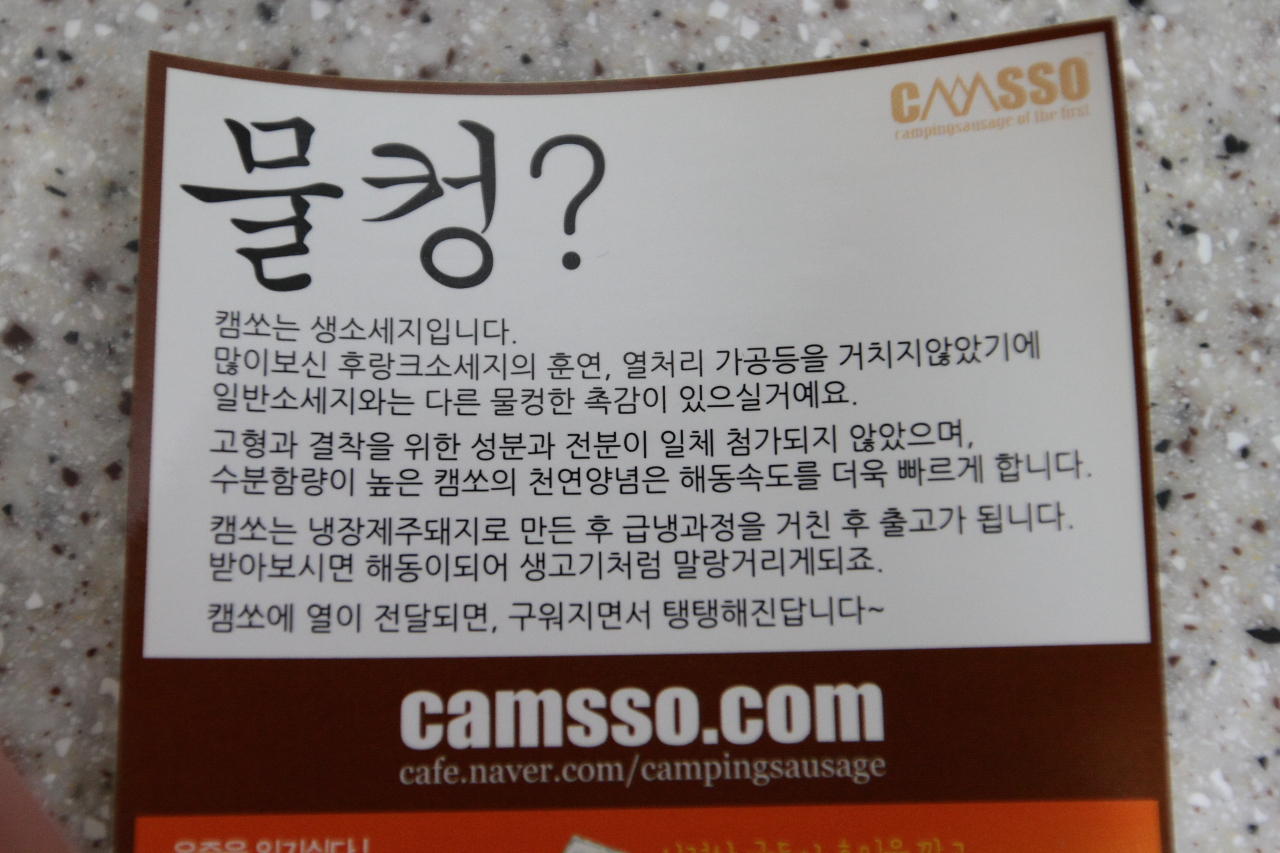 CAMSSO
campingsausage of the first
물컹?
캠쏘는 생소세지입니다.
많이보신 후랑크소세지의 훈연, 열처리 가공등을 거치지않았기에
일반소세지와는 다른 물컹한 촉감이 있으실거예요.
고형과 결착을 위한 성분과 전분이 일체 첨가되지 않았으며,
수분함량이 높은 캠쏘의 천연양념은 해동속도를 더욱 빠르게 합니다.
캠쏘는 냉장제주돼지로 만든 후 급냉과정을 거친 후 출고가 됩니다.
받아보시면 해동이되어 생고기처럼 말랑거리게되죠.
캠쏘에 열이 전달되면, 구워지면서 탱탱해진답니다~
camsso.com
cafe.naver.com/campingsausage